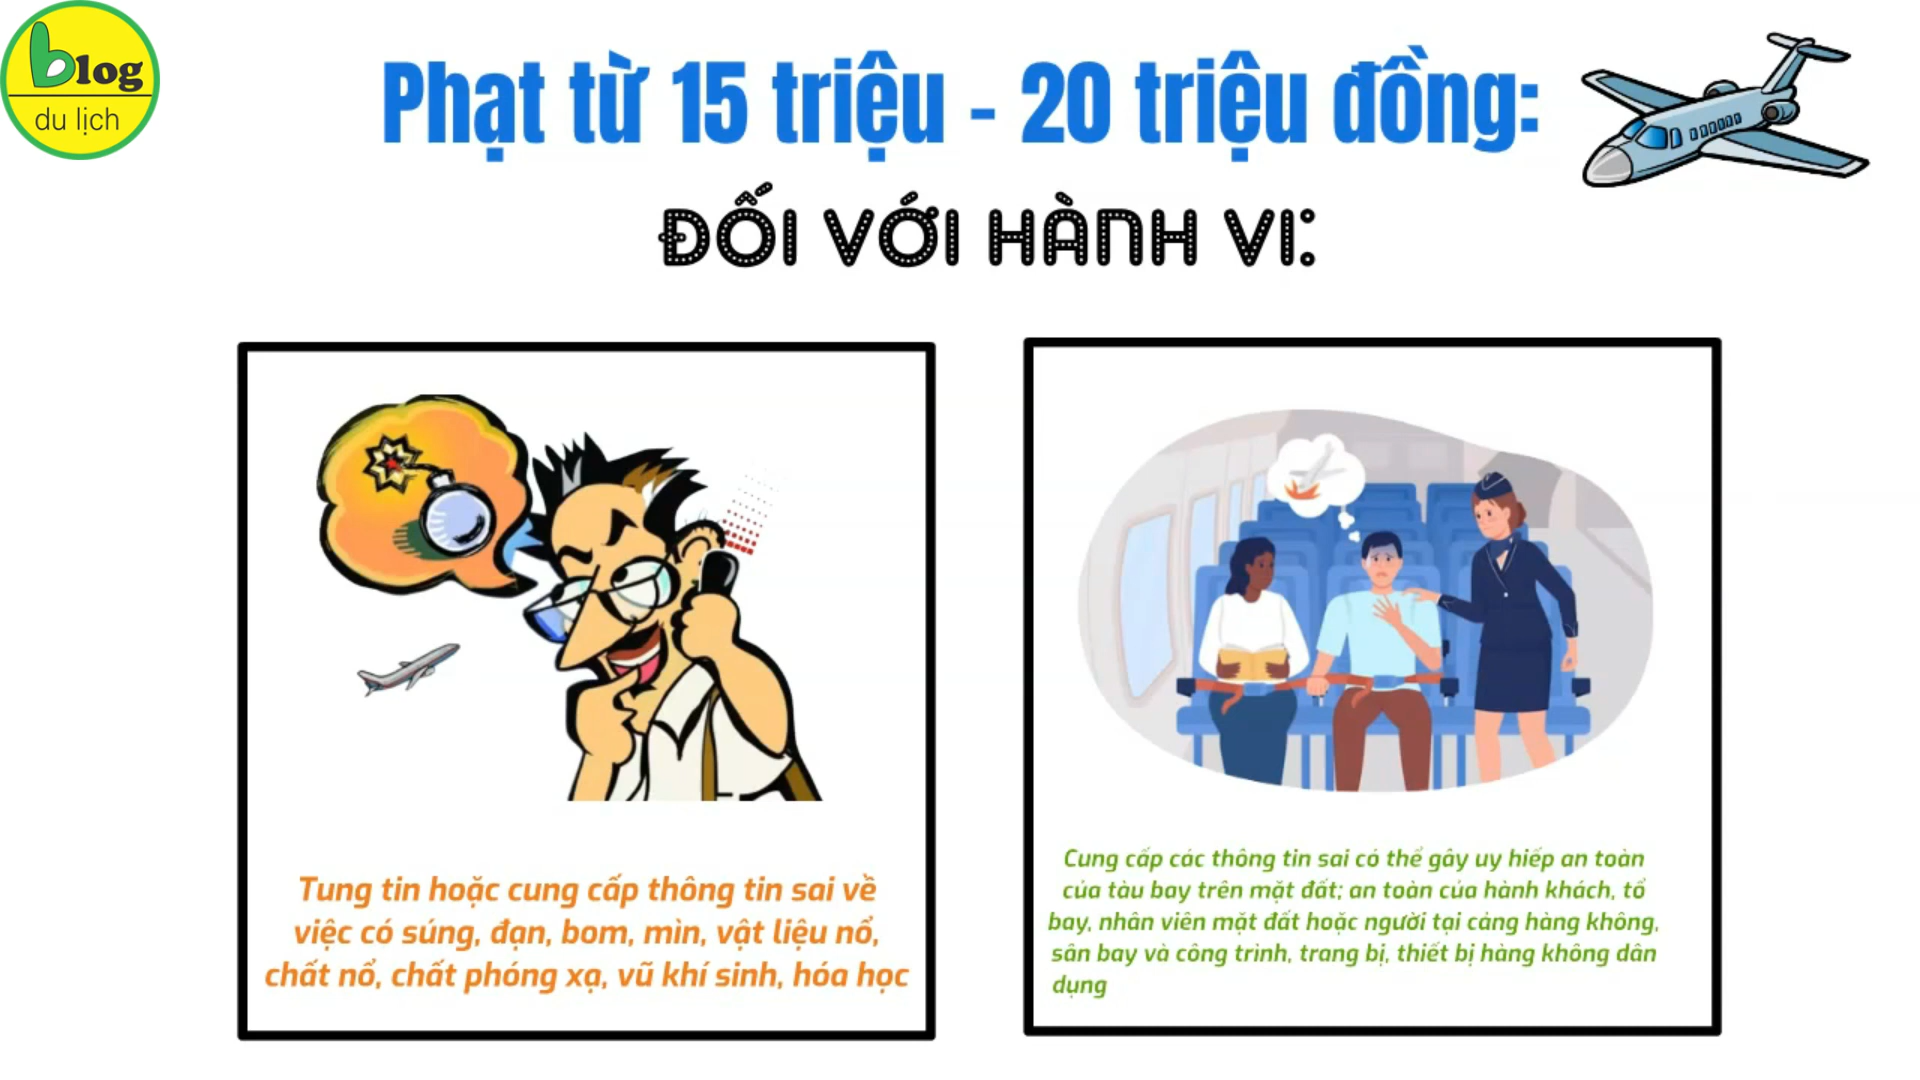 blog
du lịch
Phạt từ 15 triệu - 20 triệu đồng:
ĐỐI VỚI HÀNH VI:
Tung tin hoặc cung cấp thông tin sai về
việc có súng, đạn, bom, mìn, vật liệu nổ,
chất nổ, chất phóng xạ, vũ khí sinh, hóa học
Cung cấp các thông tin sai có thể gây uy hiếp an toàn
của tàu bay trên mặt đất; an toàn của hành khách, tổ
bay, nhân viên mặt đất hoặc người tại cảng hàng không,
sân bay và công trình, trang bị, thiết bị hàng không dân
dụng